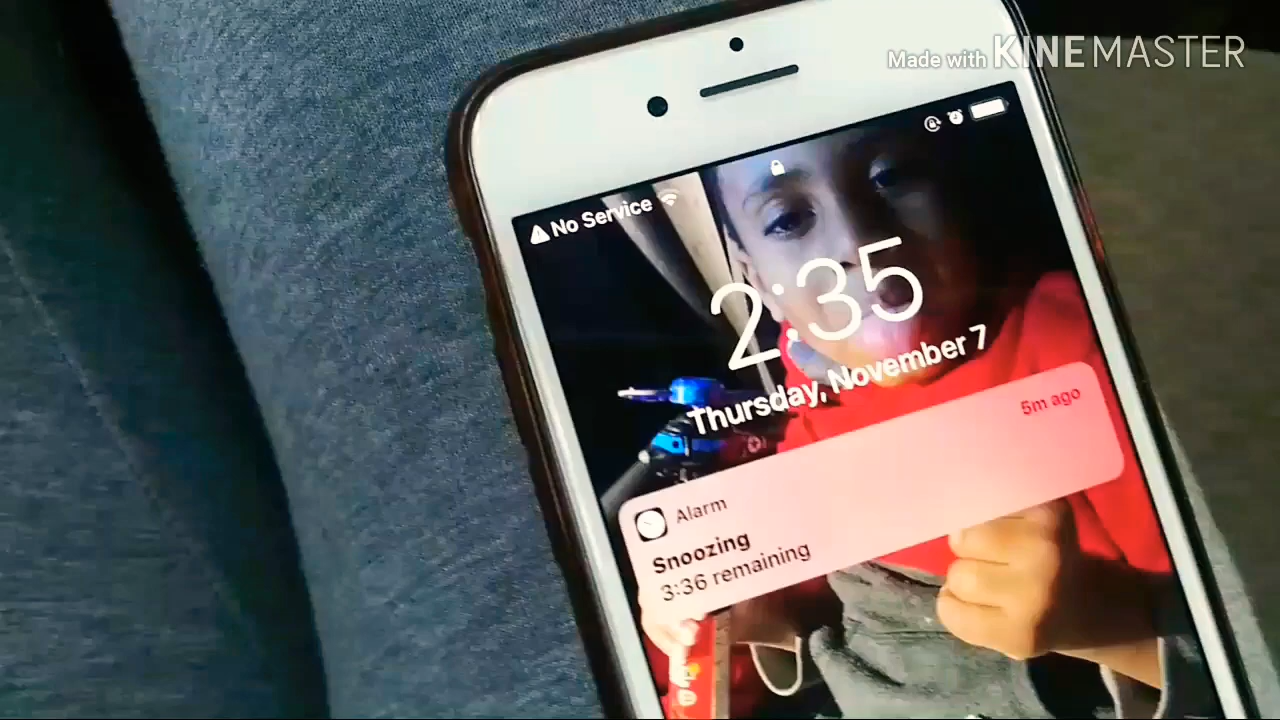 Made with KINEMASTER
No Service
2:35
Thursday, November 7
5m ago
Alarm
Snoozing
3:36 remaining